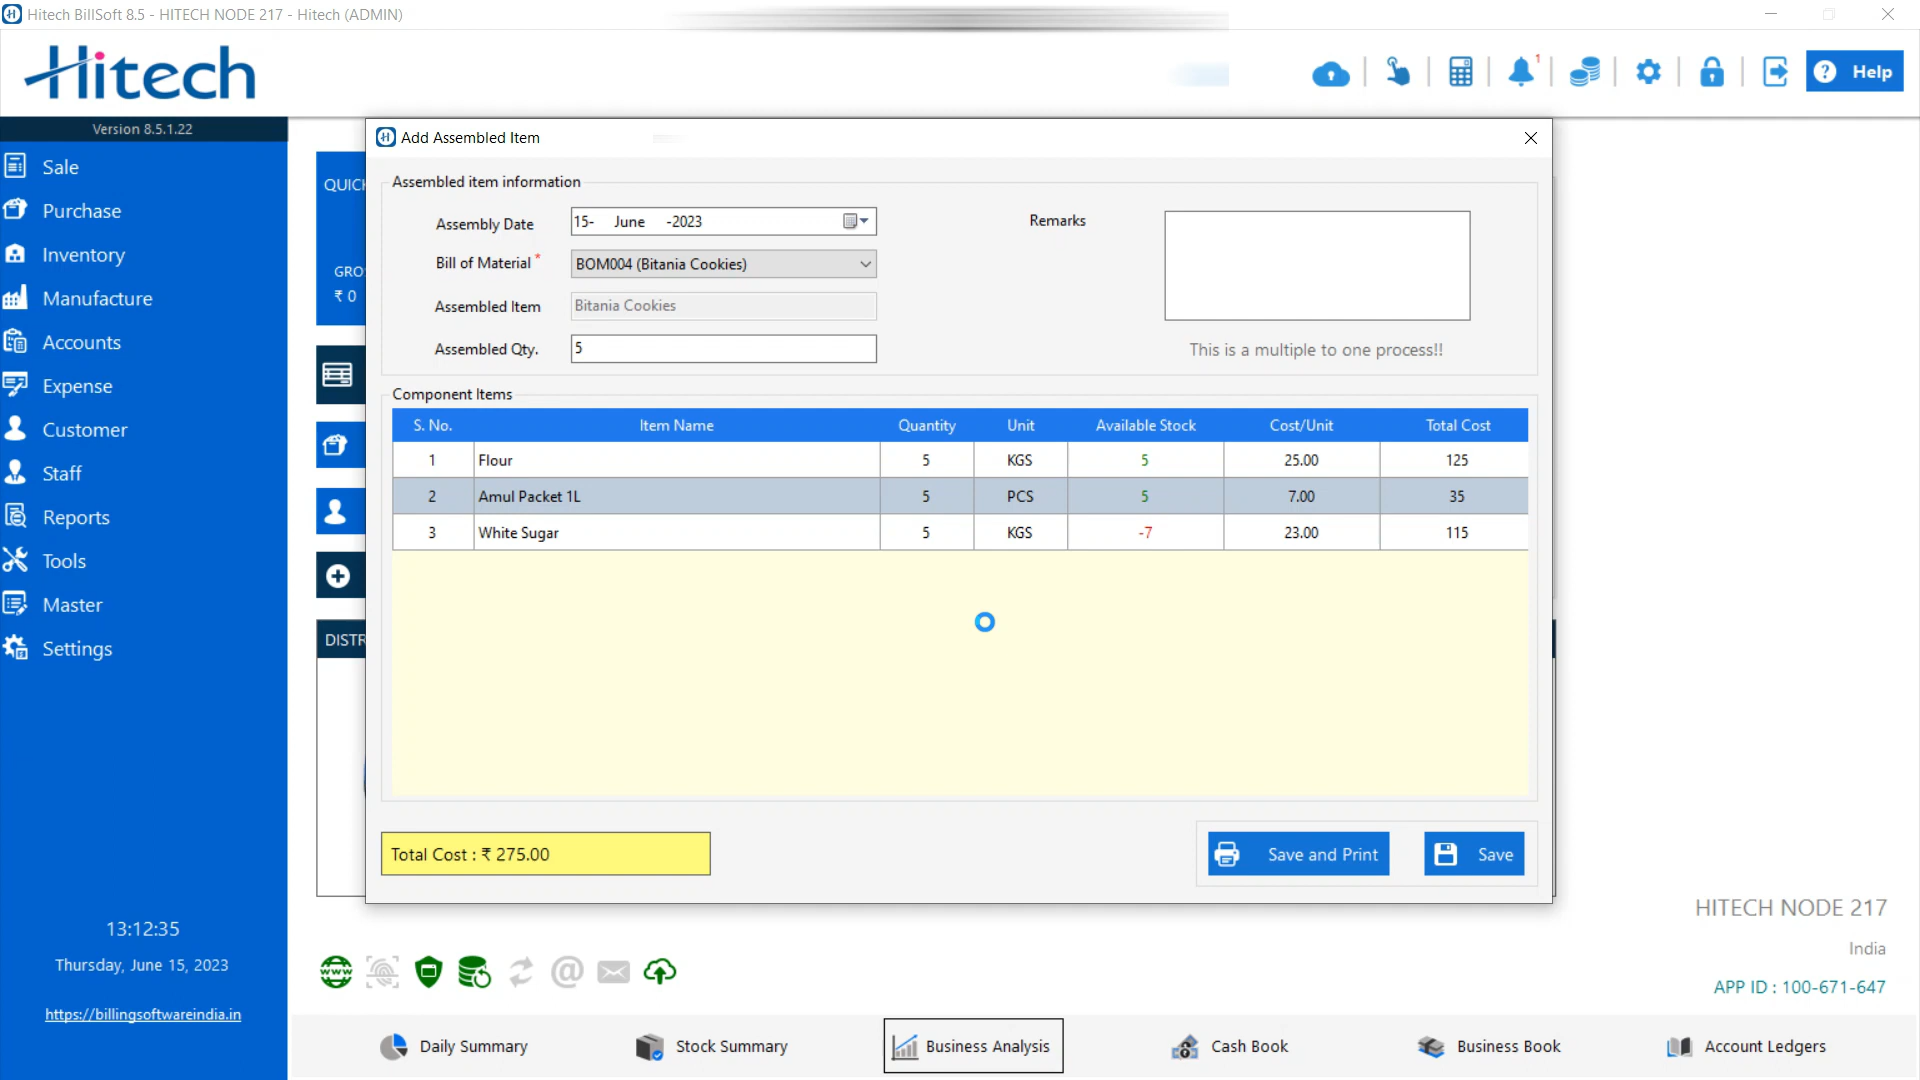 Hitech BillSoft 8.5 - HITECH NODE 217 - Hitech (ADMIN)
Hitech
1
Help
Version 8.5.1.22
Sale
Purchase
Inventory
Manufacture
Accounts
Expense
Customer
Staff
Reports
Tools
Master
Settings
13:12:35
Thursday, June 15, 2023
https://billingsoftwareindia.in
QUICK
GROS
₹ 0
DISTR
Add Assembled Item
Assembled item information
Assembly Date 15- June -2023
Remarks
Bill of Material * BOM004 (Bitania Cookies)
Assembled Item Bitania Cookies
Assembled Qty. 5
This is a multiple to one process!!
Component Items
S. No. Item Name Quantity Unit Available Stock Cost/Unit Total Cost
1 Flour 5 KGS 5 25.00 125
2 Amul Packet 1L 5 PCS 5 7.00 35
3 White Sugar 5 KGS -7 23.00 115
Total Cost : ₹ 275.00
Save and Print
Save
HITECH NODE 217
India
APP ID : 100-671-647
www
Daily Summary
Stock Summary
Business Analysis
Cash Book
Business Book
Account Ledgers